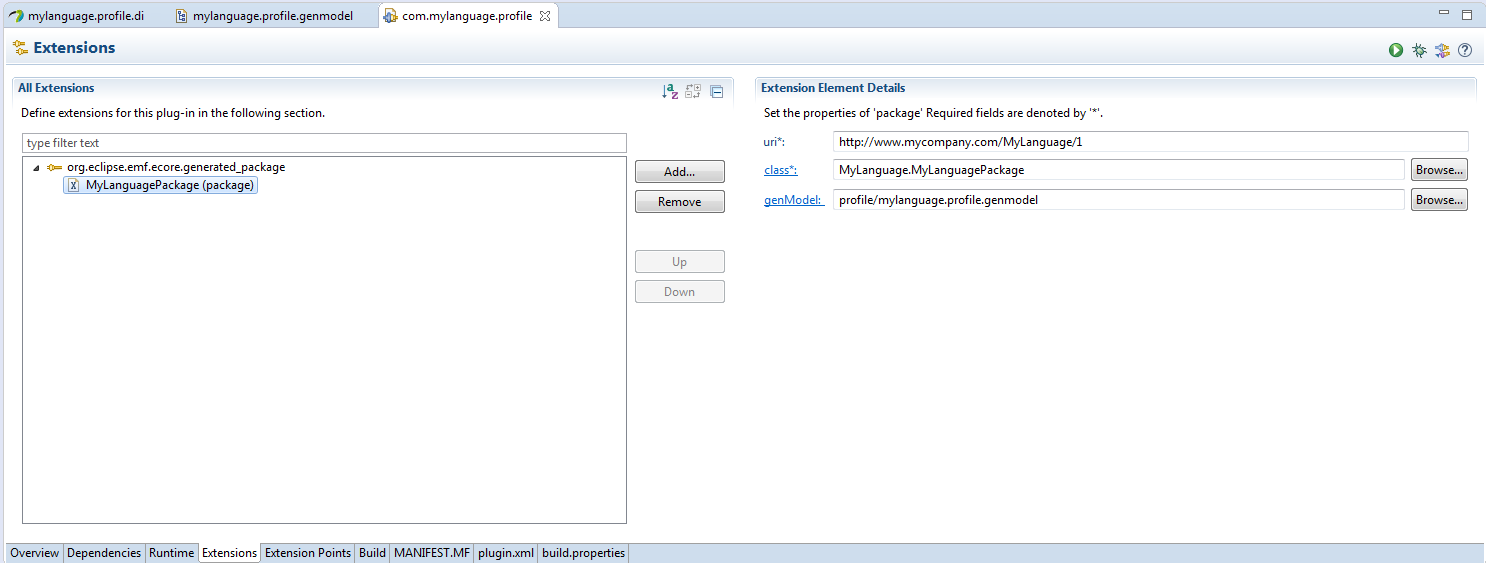 mylanguage.profile.di mylanguage.profile.genmodel com.mylanguage.profile
Extensions
All Extensions
Define extensions for this plug-in in the following section.
type filter text
org.eclipse.emf.ecore.generated_package
MyLanguagePackage (package)
Add...
Remove
Up
Down
Extension Element Details
Set the properties of 'package' Required fields are denoted by '*'.
uri*: http://www.mycompany.com/MyLanguage/1
class*: MyLanguage.MyLanguagePackage Browse...
genModel: profile/mylanguage.profile.genmodel Browse...
Overview Dependencies Runtime Extensions Extension Points Build MANIFEST.MF plugin.xml build.properties